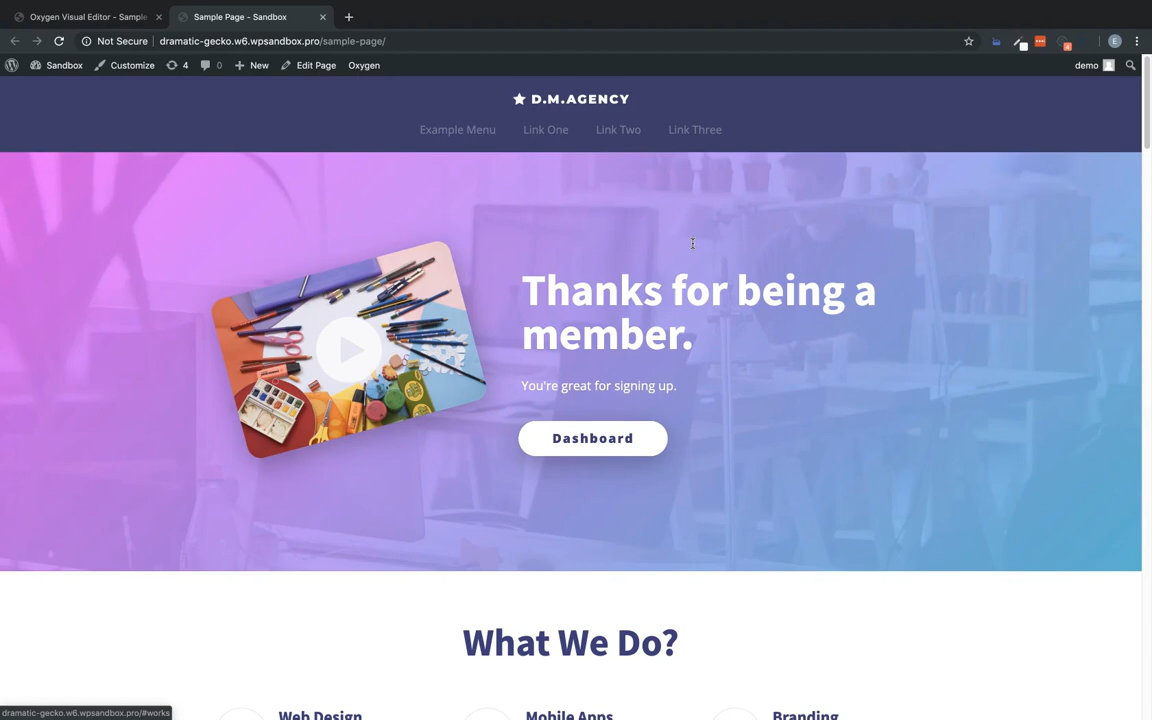 Oxygen Visual Editor - Sample
Sample Page - Sandbox
Not Secure
dramatic-gecko.w6.wpsandbox.pro/sample-page/
E
Sandbox
Customize
4
0
New
Edit Page
Oxygen
demo
D.M.AGENCY
Example Menu
Link One
Link Two
Link Three
Thanks for being a
member.
You're great for signing up.
Dashboard
What We Do?
Web Design
Mobile Apps
Branding
dramatic-gecko.w6.wpsandbox.pro/#works